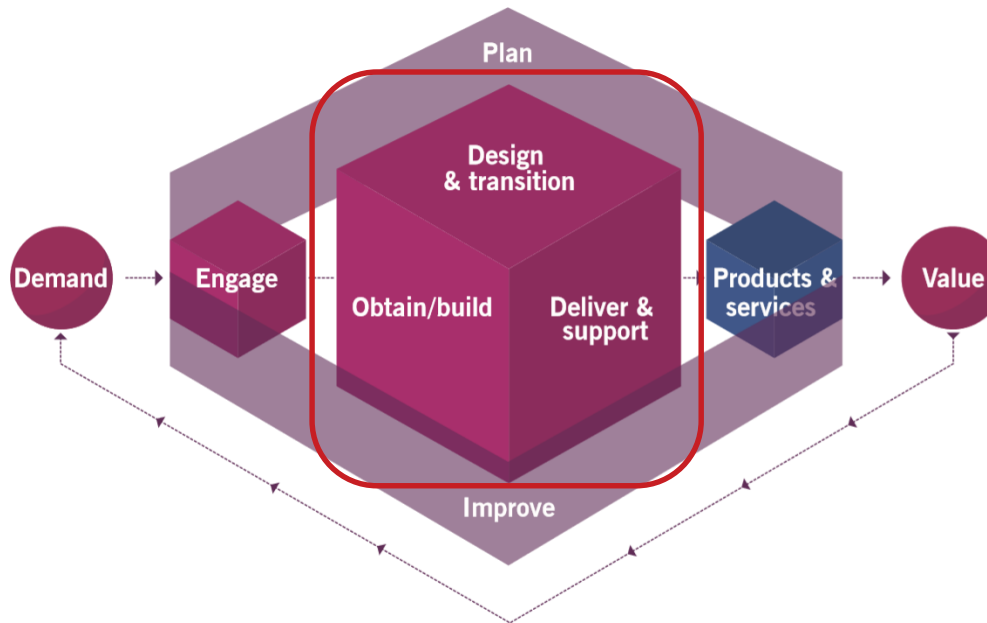 Plan
Design
& transition
Demand
Engage
Obtain/build
Deliver &
support
Products &
services
Value
Improve